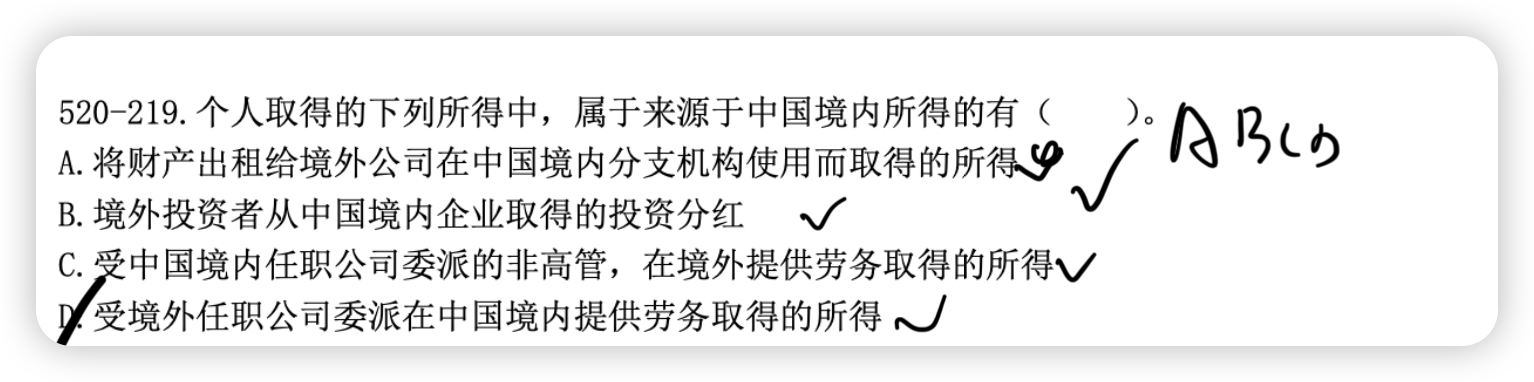 520-219.个人取得的下列所得中，属于来源于中国境内所得的有（　　）。ABCD
A.将财产出租给境外公司在中国境内分支机构使用而取得的所得
B.境外投资者从中国境内企业取得的投资分红
C.受中国境内任职公司委派的非高管，在境外提供劳务取得的所得
D.受境外任职公司委派在中国境内提供劳务取得的所得